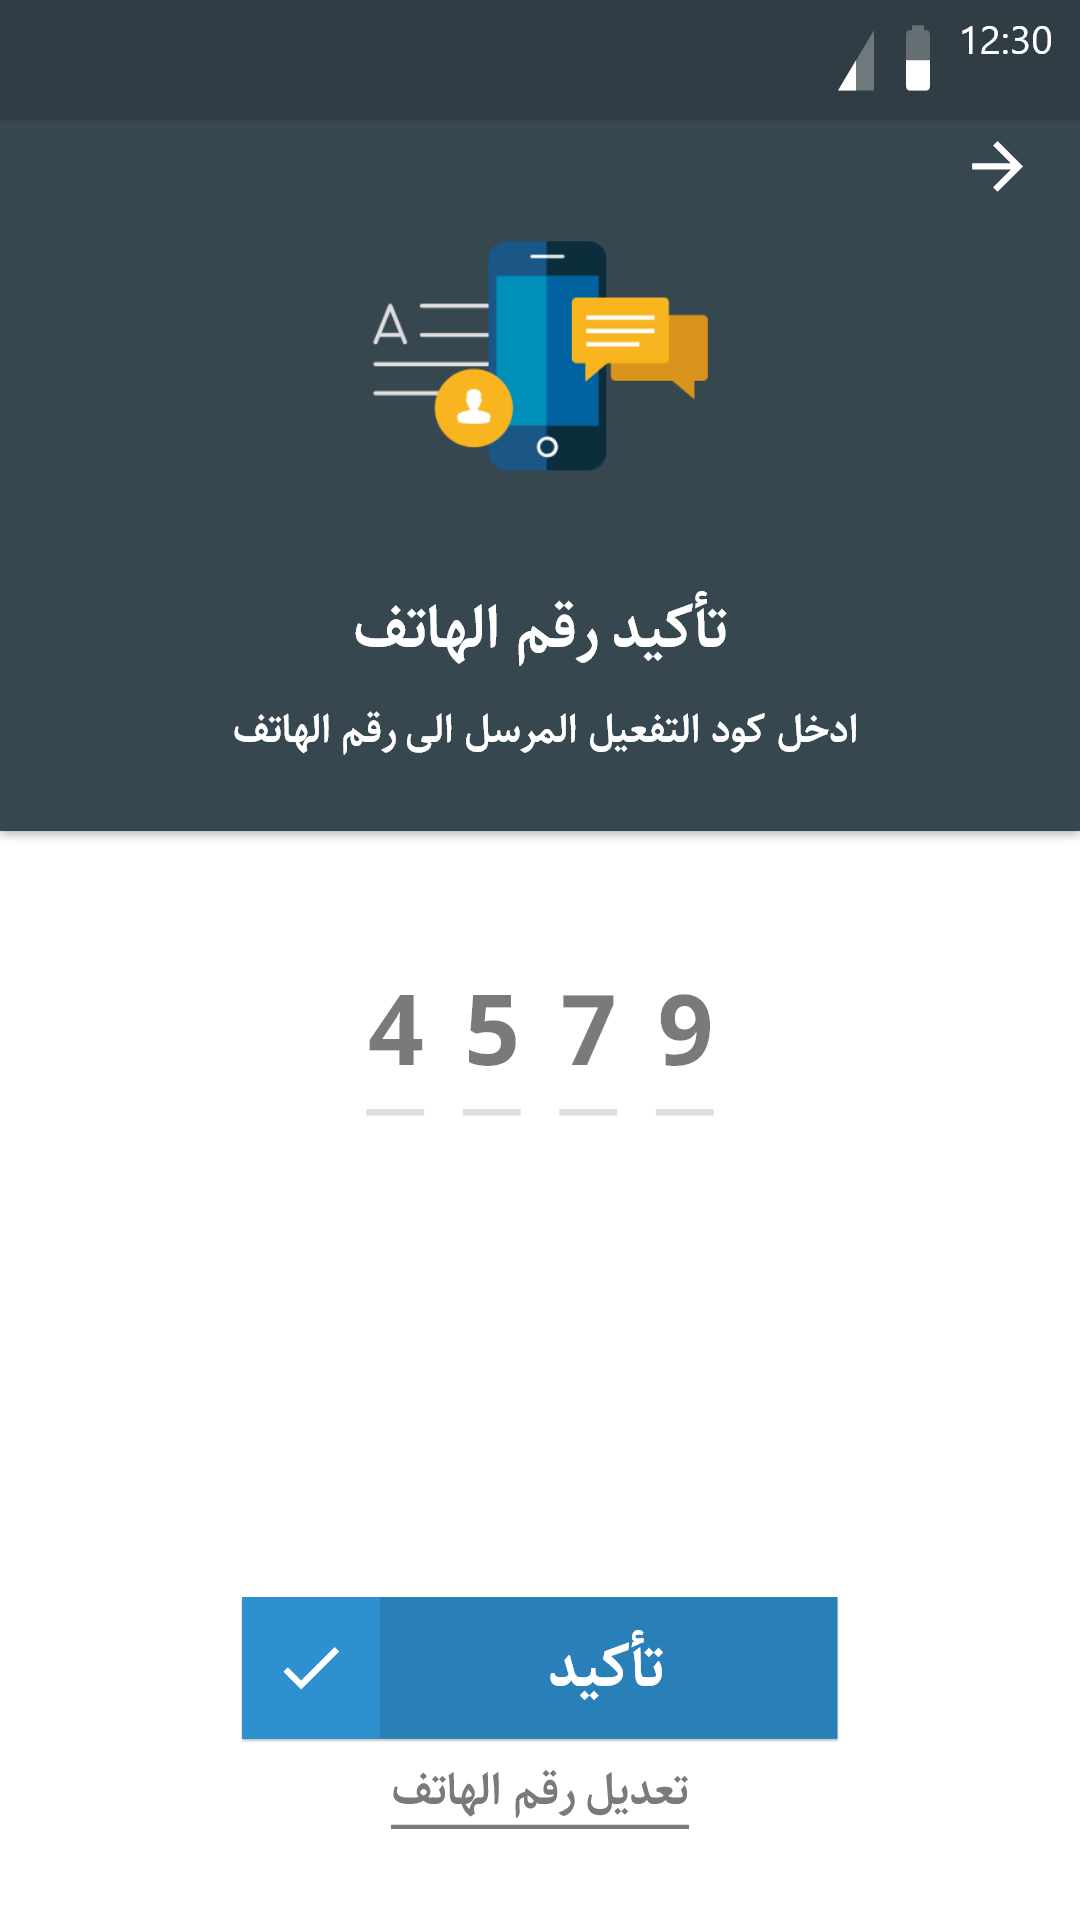 12:30
A
تأكيد رقم الهاتف
ادخل كود التفعيل المرسل الى رقم الهاتف
4 5 7 9
تأكيد
تعديل رقم الهاتف